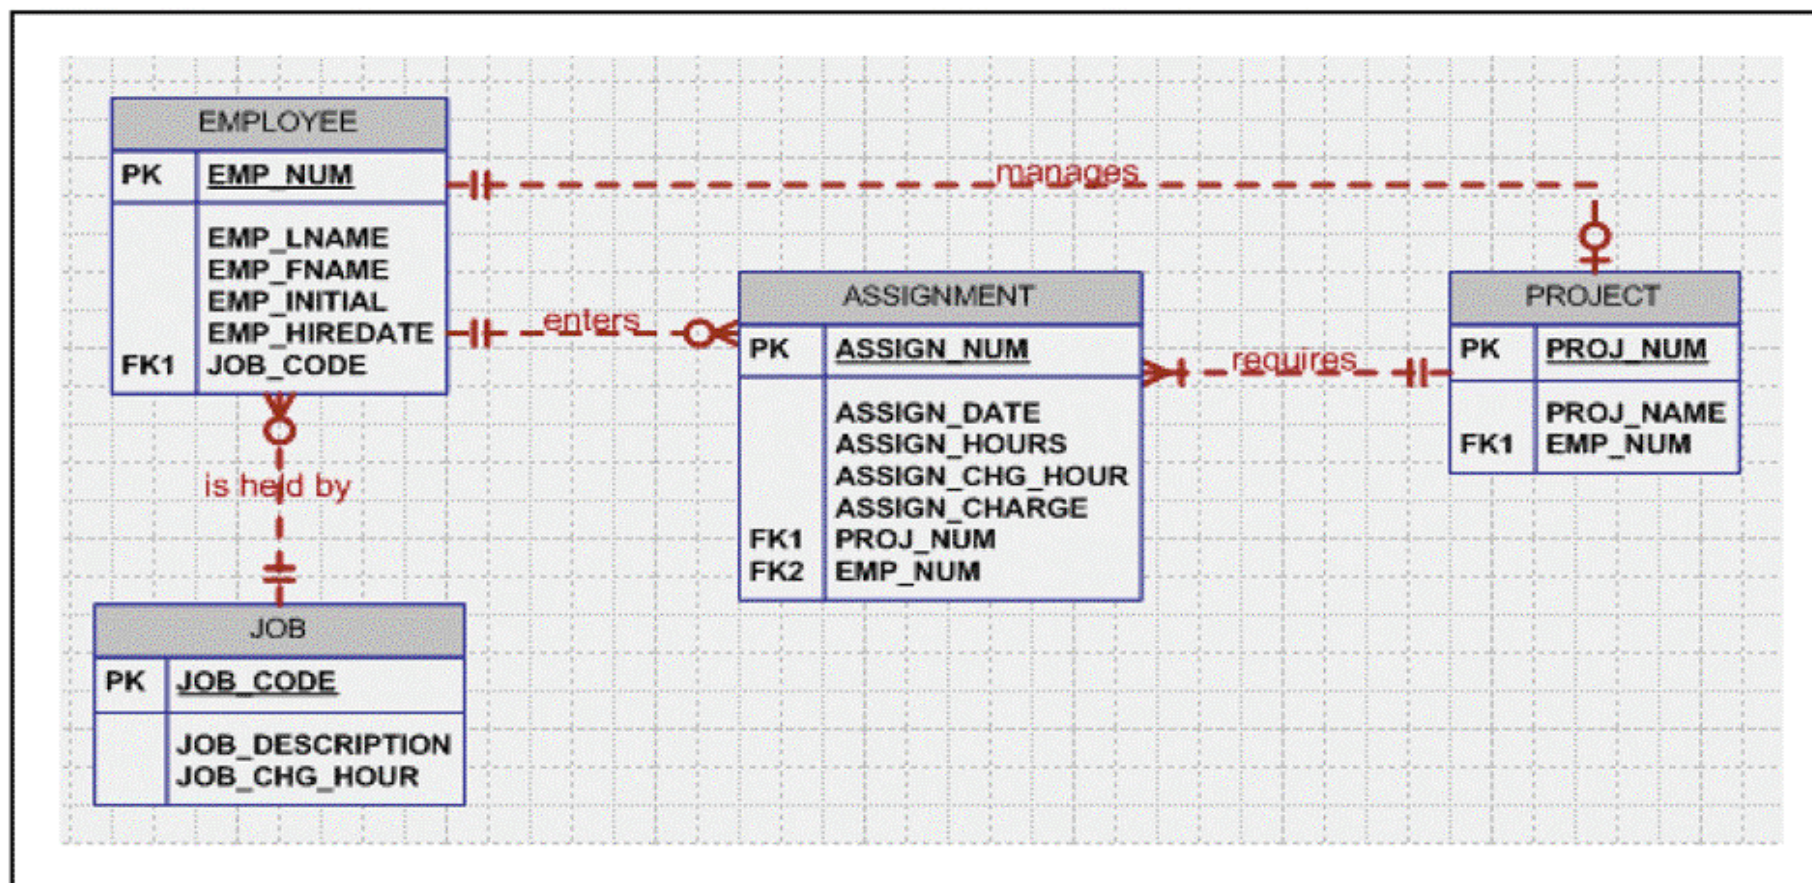 EMPLOYEE
PK EMP_NUM
EMP_LNAME
EMP_FNAME
EMP_INITIAL
EMP_HIREDATE
FK1 JOB_CODE
manages
enters
is held by
JOB
PK JOB_CODE
JOB_DESCRIPTION
JOB_CHG_HOUR
ASSIGNMENT
PK ASSIGN_NUM
ASSIGN_DATE
ASSIGN_HOURS
ASSIGN_CHG_HOUR
ASSIGN_CHARGE
FK1 PROJ_NUM
FK2 EMP_NUM
requires
PROJECT
PK PROJ_NUM
PROJ_NAME
FK1 EMP_NUM